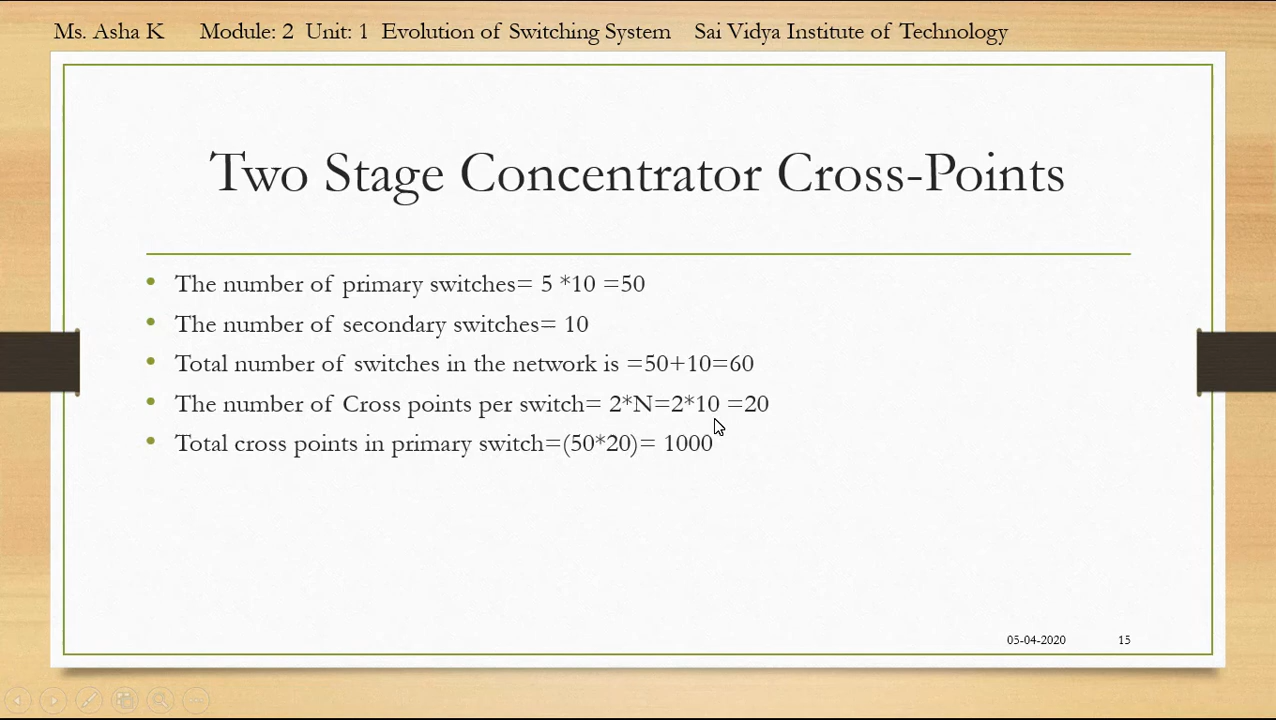 Ms. Asha K Module: 2 Unit: 1 Evolution of Switching System Sai Vidya Institute of Technology
Two Stage Concentrator Cross-Points
• The number of primary switches= 5 *10 =50
• The number of secondary switches= 10
• Total number of switches in the network is =50+10=60
• The number of Cross points per switch= 2*N=2*10 =20
• Total cross points in primary switch=(50*20)= 1000
05-04-2020 15